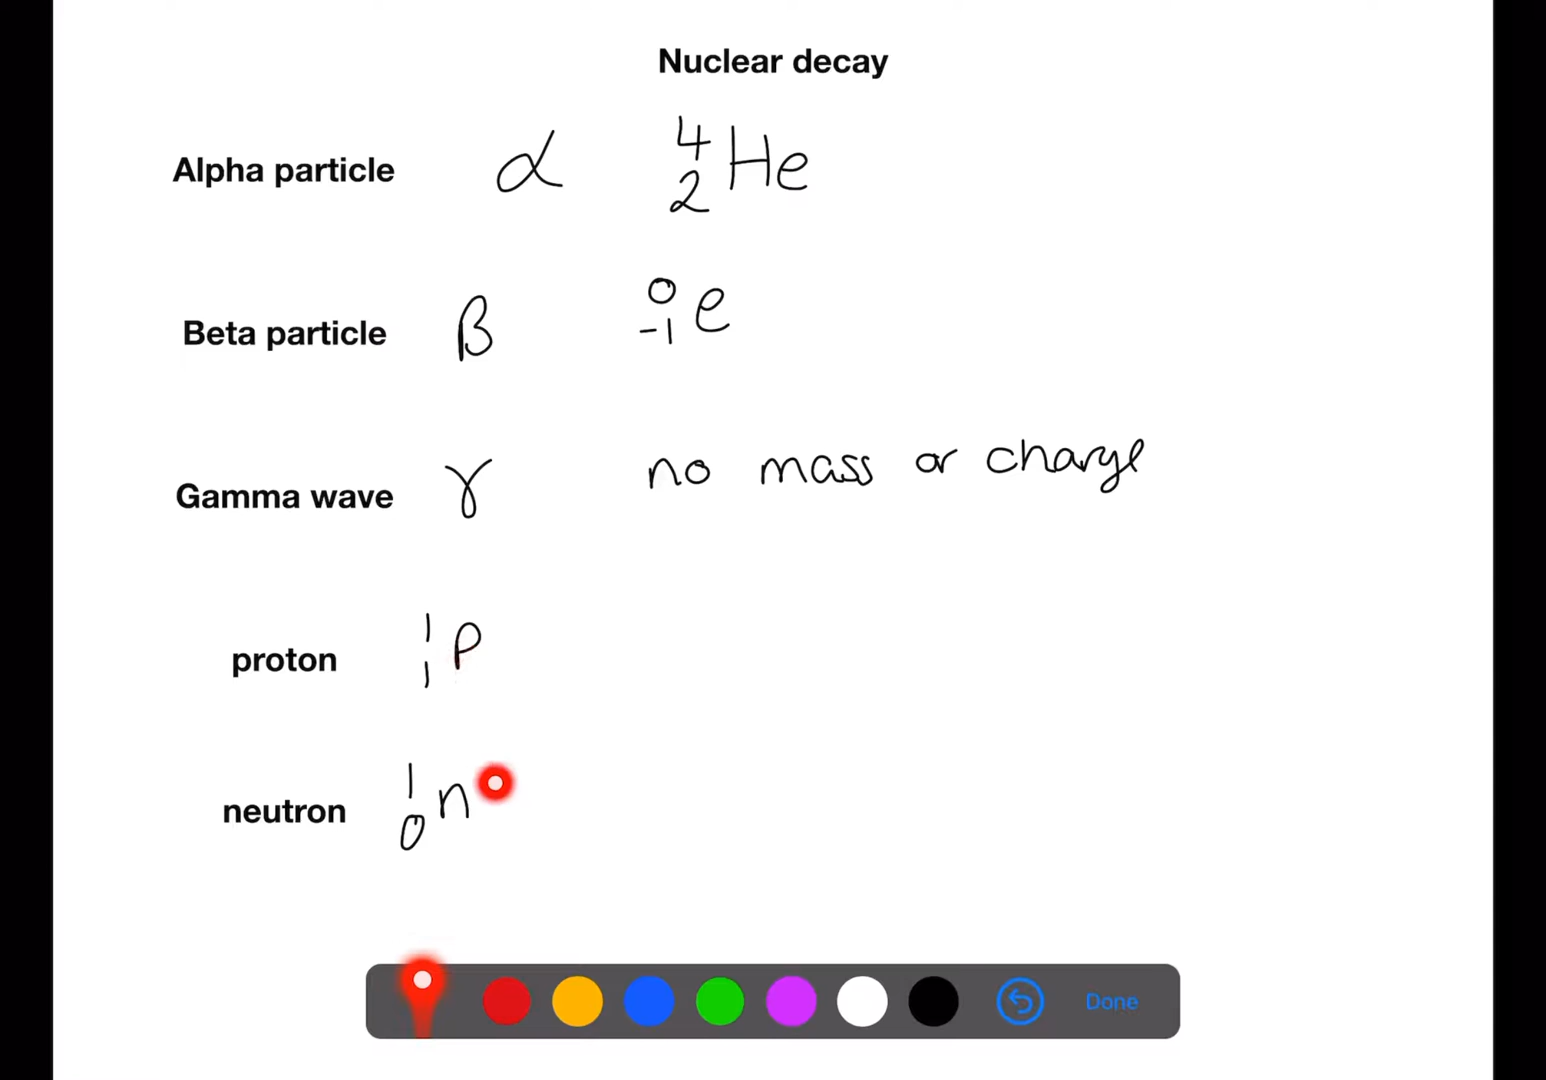 Nuclear decay
Alpha particle α ⁴₂He
Beta particle β ⁰₋₁e
Gamma wave γ no mass or charge
proton ¹₁p
neutron ¹₀n
Done